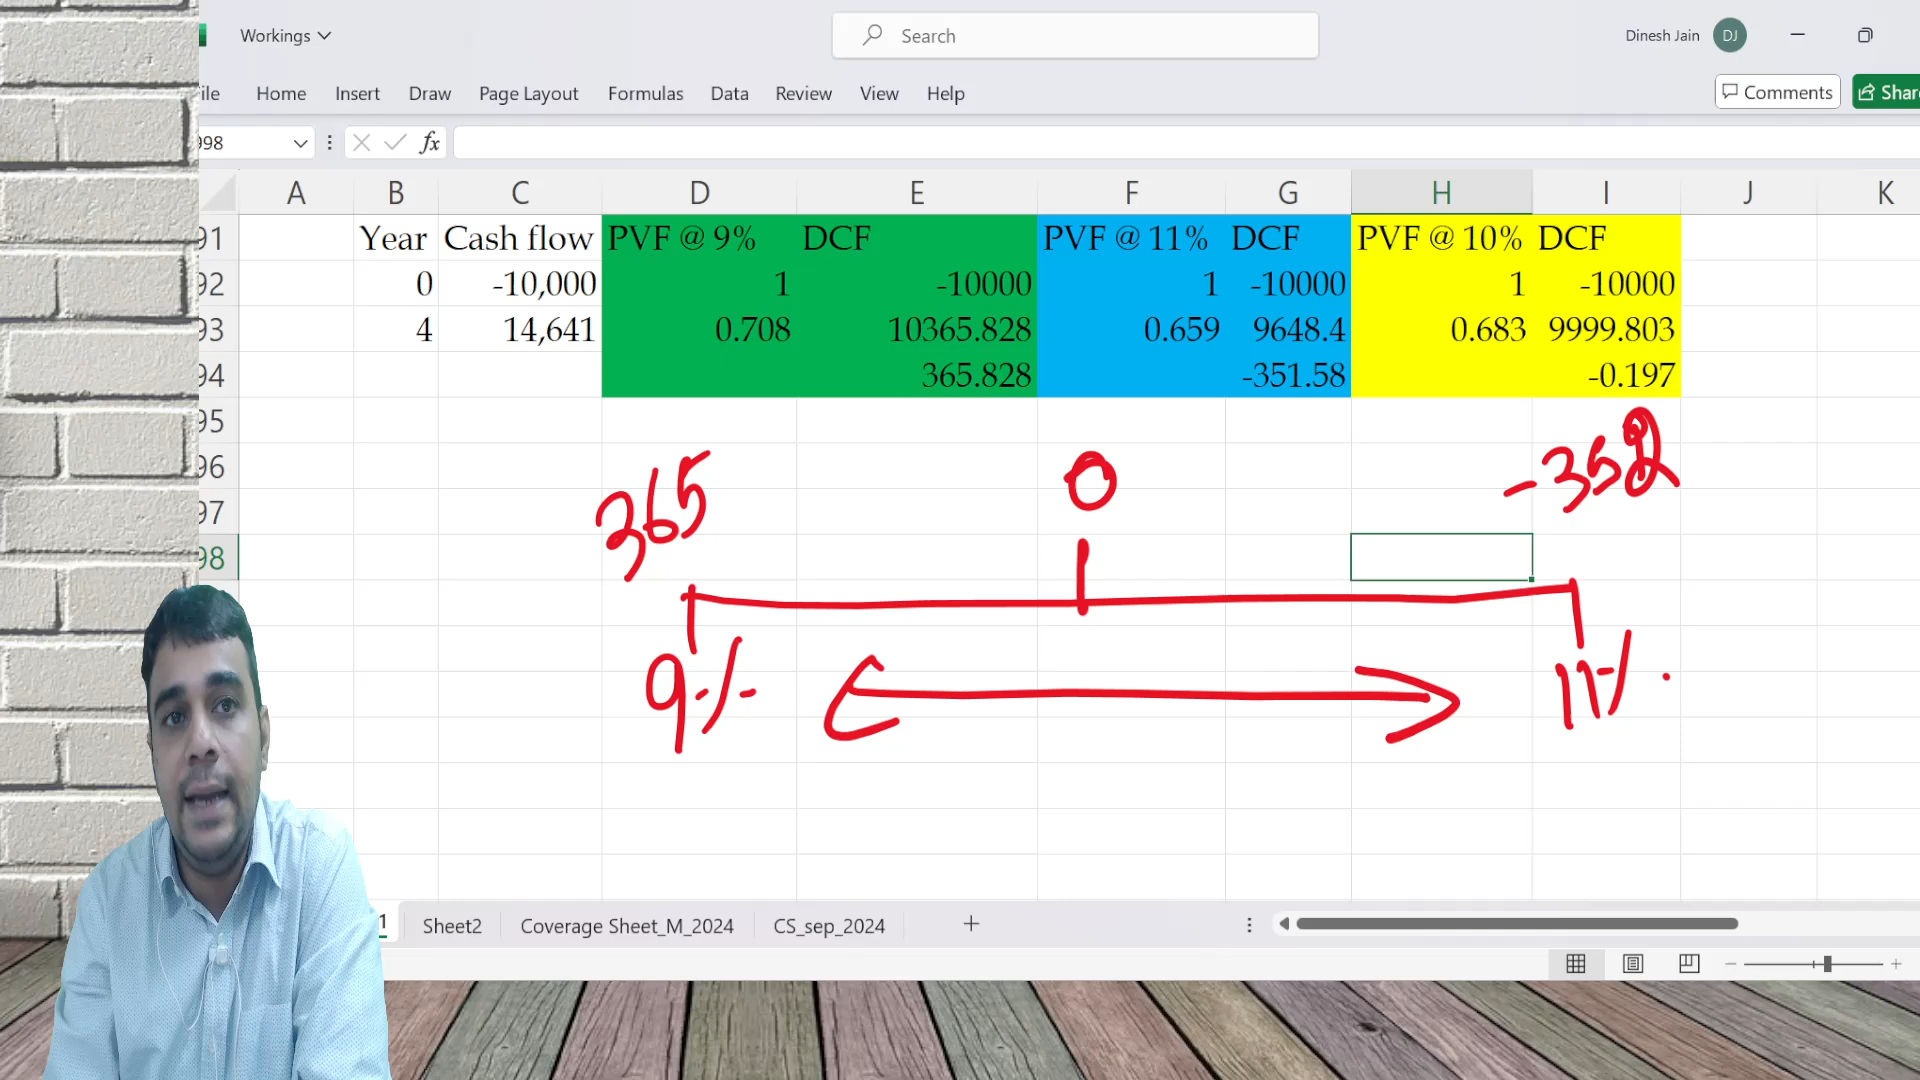 Workings
Search
Dinesh Jain DJ
ile Home Insert Draw Page Layout Formulas Data Review View Help
Comments Shar
98 fx
A B C D E F G H I J K
91 Year Cash flow PVF @ 9% DCF PVF @ 11% DCF PVF @ 10% DCF
92 0 -10,000 1 -10000 1 -10000 1 -10000
93 4 14,641 0.708 10365.828 0.659 9648.4 0.683 9999.803
94 365.828 -351.58 -0.197
95
96
97
98
365 0 -352
9% 11%
1 Sheet2 Coverage Sheet_M_2024 CS_sep_2024 +